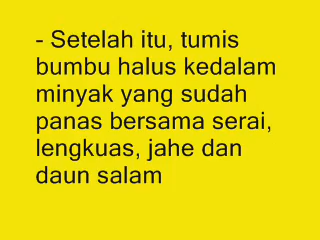 - Setelah itu, tumis
bumbu halus kedalam
minyak yang sudah
panas bersama serai,
lengkuas, jahe dan
daun salam